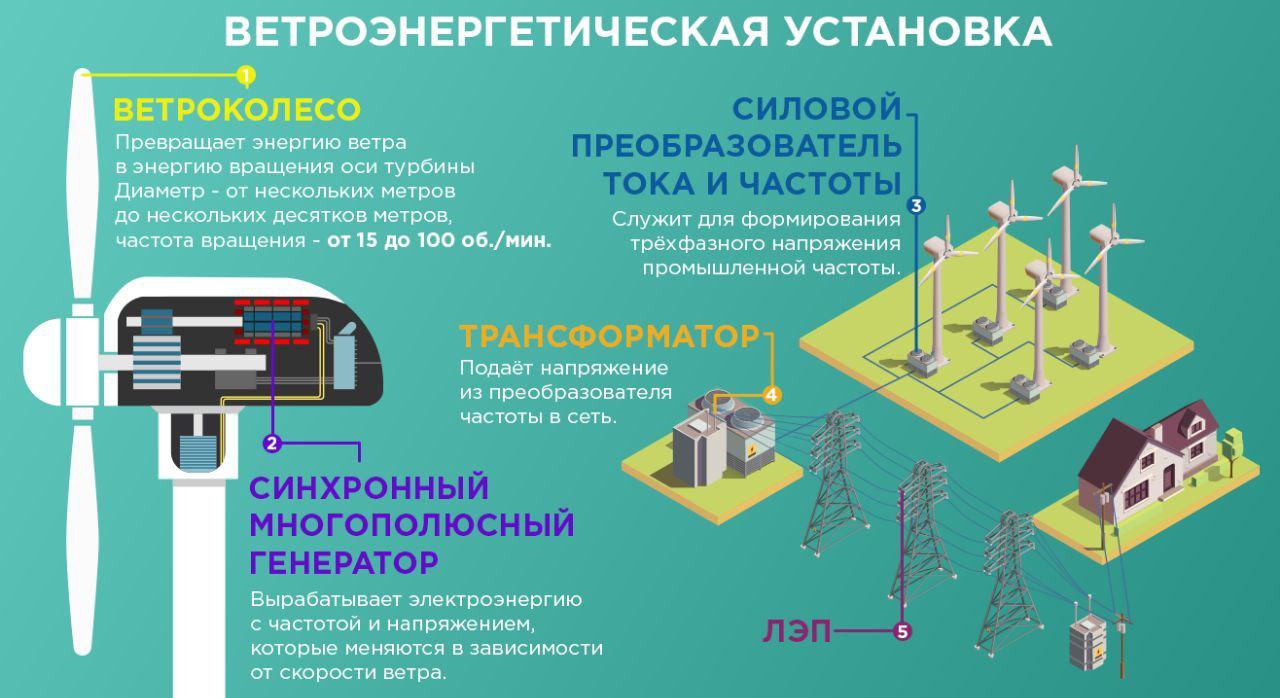 ВЕТРОЭНЕРГЕТИЧЕСКАЯ УСТАНОВКА
1
ВЕТРОКОЛЕСО
Превращает энергию ветра
в энергию вращения оси турбины
Диаметр - от нескольких метров
до нескольких десятков метров,
частота вращения - от 15 до 100 об./мин.
2
СИНХРОННЫЙ
МНОГОПОЛЮСНЫЙ
ГЕНЕРАТОР
Вырабатывает электроэнергию
с частотой и напряжением,
которые меняются в зависимости
от скорости ветра.
СИЛОВОЙ
ПРЕОБРАЗОВАТЕЛЬ
ТОКА И ЧАСТОТЫ
3
Служит для формирования
трёхфазного напряжения
промышленной частоты.
ТРАНСФОРМАТОР
4
Подаёт напряжение
из преобразователя
частоты в сеть.
ЛЭП
5